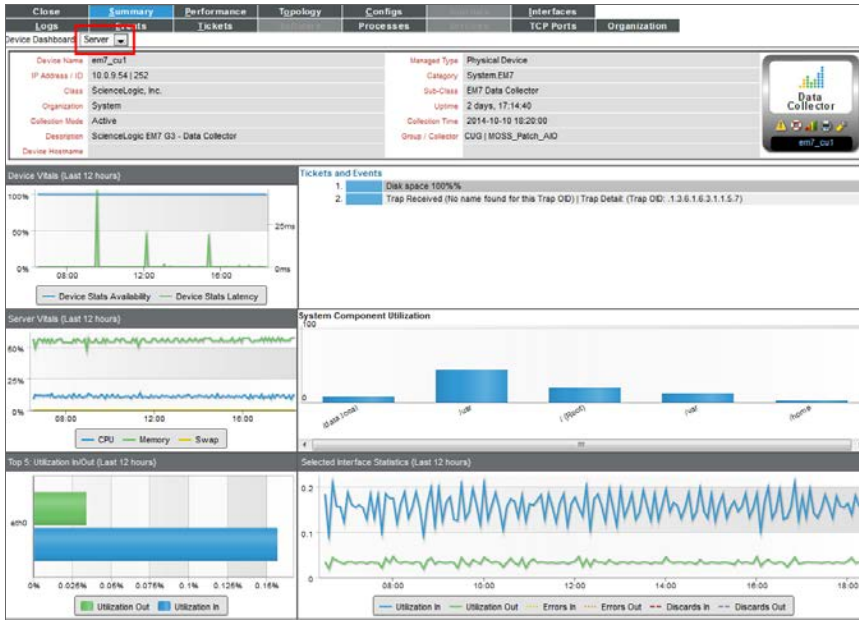 Close Summary Performance Topology Configs Interfaces
Logs Events Tickets Processes TCP Ports Organization
Device Dashboard: Server
Device Name em7_cu1 Managed Type Physical Device
IP Address / ID 10.0.9.54 | 252 Category System.EM7
Class ScienceLogic, Inc. Sub-Class EM7 Data Collector
Organization System Uptime 2 days, 17:14:40
Collection Mode Active Collection Time 2014-10-10 18:20:00
Description ScienceLogic EM7 G3 - Data Collector Group / Collector CUG | MOSS_Patch_AIO
Device Hostname
Data
Collector
em7_cu1
Device Vitals (Last 12 hours)
100%
50%
0%
25ms
0ms
08:00 12:00 16:00
Device Stats Availability Device Stats Latency
Tickets and Events
1. Disk space 100%%
2. Trap Received (No name found for this Trap OID) | Trap Detail: (Trap OID: .1.3.6.1.6.3.1.1.5.7)
Server Vitals (Last 12 hours)
50%
25%
0%
08:00 12:00 16:00
CPU Memory Swap
System Component Utilization
100
0
/usr / (Root) /var /home
Top 5: Utilization In/Out (Last 12 hours)
eth0
0% 0.025% 0.05% 0.075% 0.1% 0.125% 0.15%
Utilization Out Utilization In
Selected Interface Statistics (Last 12 hours)
0.2
0.1
0
08:00 10:00 12:00 14:00 16:00 18:00
Utilization In Utilization Out Errors In Errors Out Discards In Discards Out